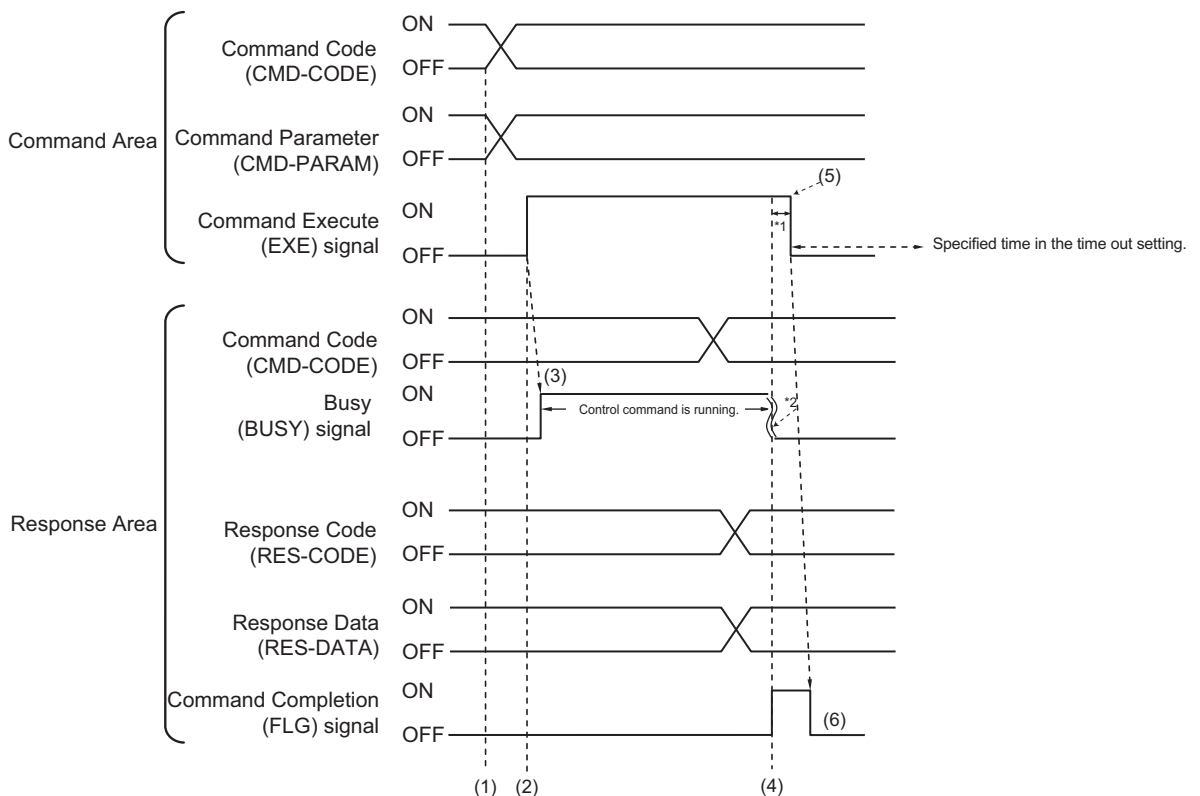 Command Area
Command Code
(CMD-CODE)
ON
OFF
Command Parameter
(CMD-PARAM)
ON
OFF
Command Execute
(EXE) signal
ON
OFF
(5)
*1
Specified time in the time out setting.
Response Area
Command Code
(CMD-CODE)
ON
OFF
Busy
(BUSY) signal
ON
OFF
(3)
Control command is running.
*2
Response Code
(RES-CODE)
ON
OFF
Response Data
(RES-DATA)
ON
OFF
Command Completion
(FLG) signal
ON
OFF
(6)
(1)
(2)
(4)